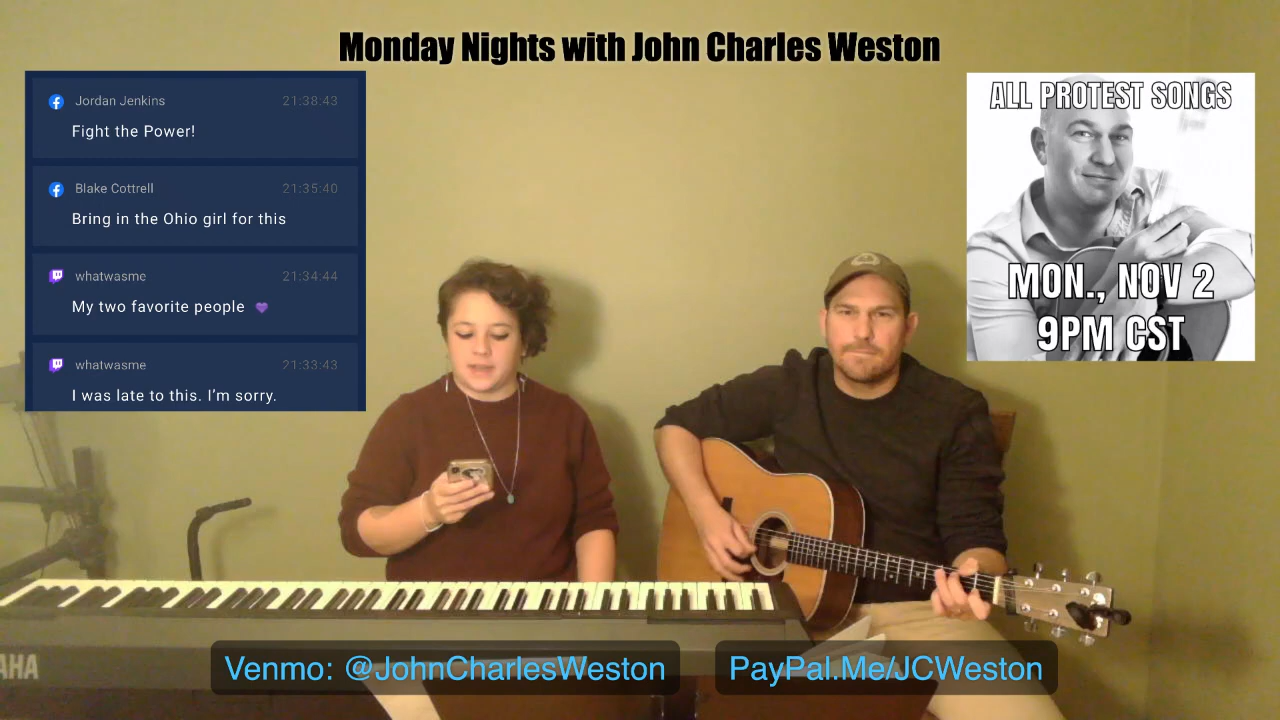 Monday Nights with John Charles Weston
Jordan Jenkins 21:38:43
Fight the Power!
Blake Cottrell 21:35:40
Bring in the Ohio girl for this
whatwasme 21:34:44
My two favorite people 💜
whatwasme 21:33:43
I was late to this. I'm sorry.
ALL PROTEST SONGS
MON., NOV 2
9PM CST
AHA
Venmo: @JohnCharlesWeston
PayPal.Me/JCWeston